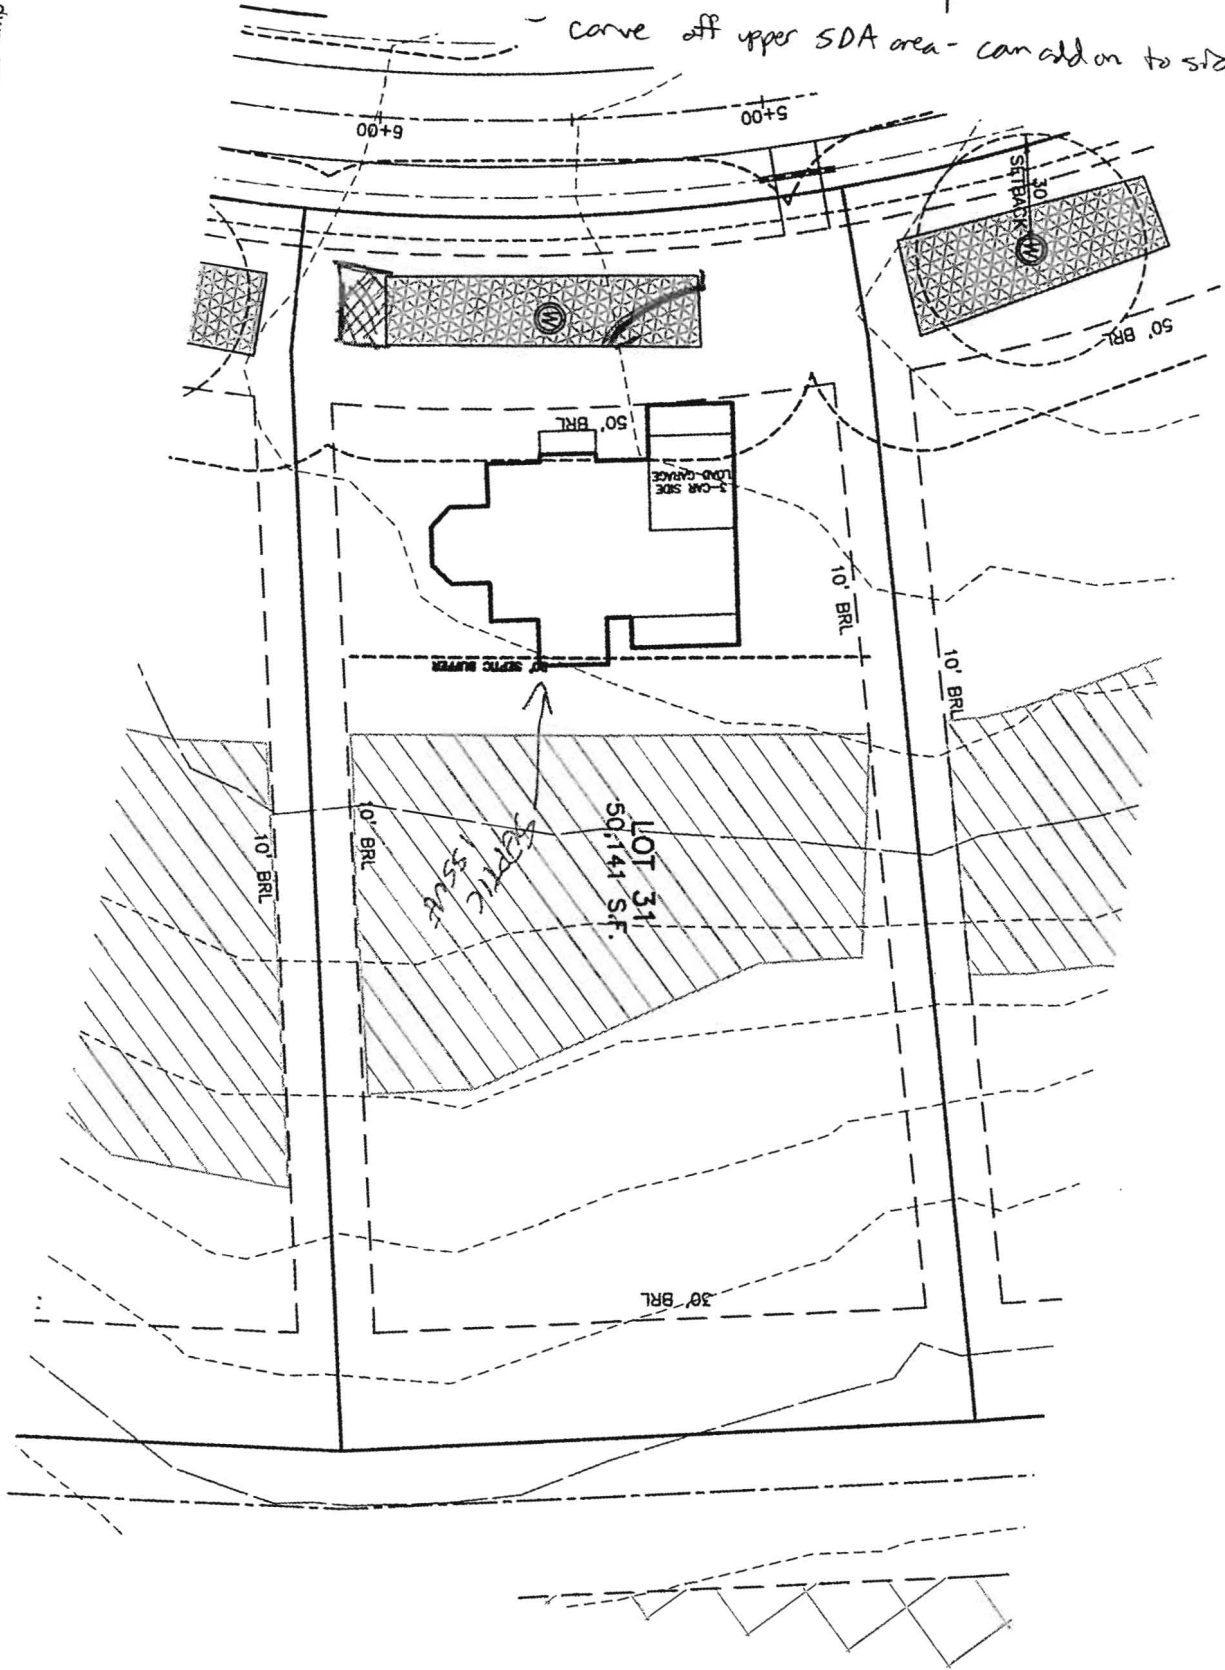 carve off upper SDA area - can add on to
6+00
5+00
30
SETBACK
W
W
50' BRL
50' BRL
3-CAR SIDE
LOAD-GARAGE
10' BRL
10' BRL
SEPTIC BUFFER
10' BRL
10' BRL
SEPTIC
ISSUE
LOT 31
50,141 S.F.
30' BRL